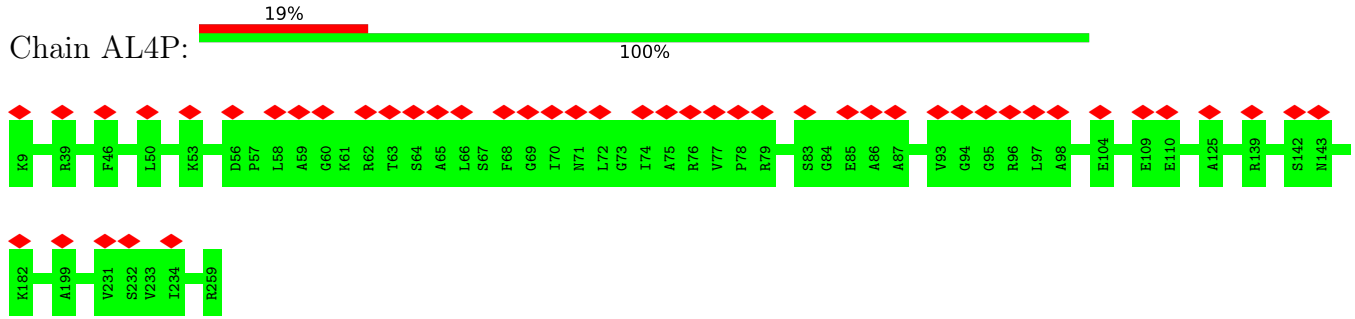 19%
Chain AL4P:
100%
K9 R39 F46 L50 K53 D56 P57 L58 A59 G60 K61 R62 T63 S64 A65 L66 S67 F68 G69 I70 N71 L72 G73 I74 A75 R76 V77 P78 R79 S83 G84 E85 A86 A87 V93 G94 G95 R96 L97 A98 E104 E109 E110 A125 R139 S142 N143
K182 A199 V231 S232 V233 I234 R259